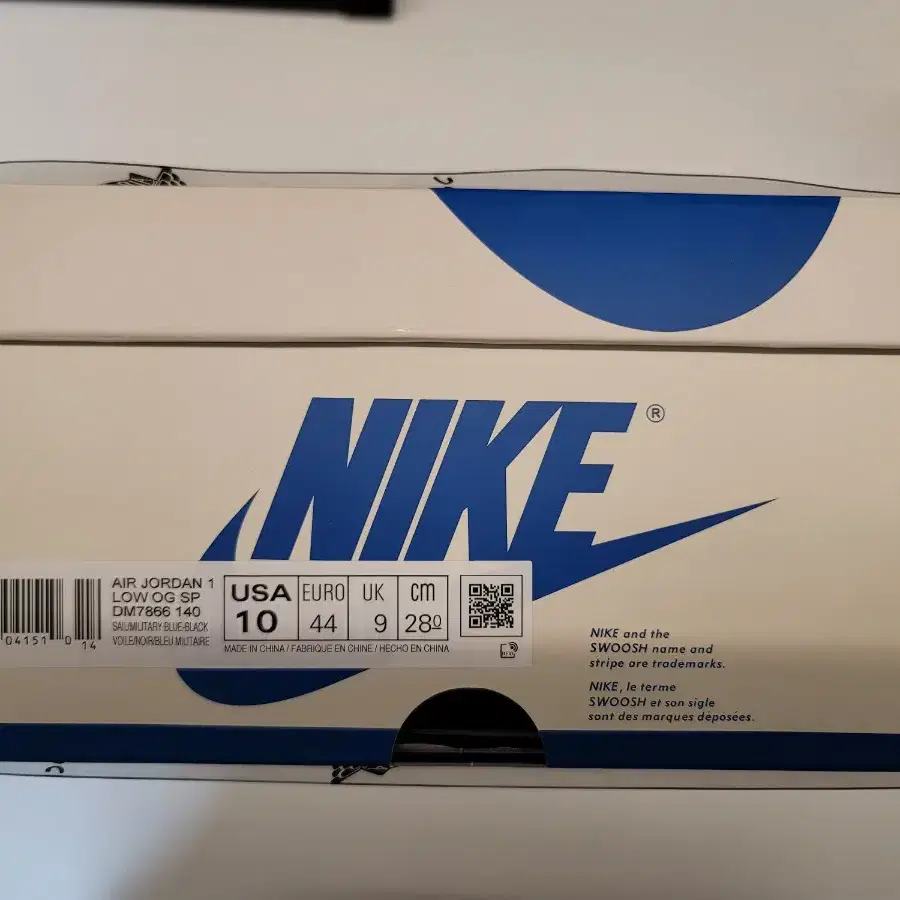 NIKE®
AIR JORDAN 1
LOW OG SP
DM7866 140
SAIL/MILITARY BLUE-BLACK
VOILE/NOIR/BLEU MILITAIRE
04151 0 14
USA EURO UK cm
10 44 9 280
MADE IN CHINA / FABRIQUE EN CHINE / HECHO EN CHINA
NIKE and the
SWOOSH name and
stripe are trademarks.
NIKE, le terme
SWOOSH et son sigle
sont des marques déposées.